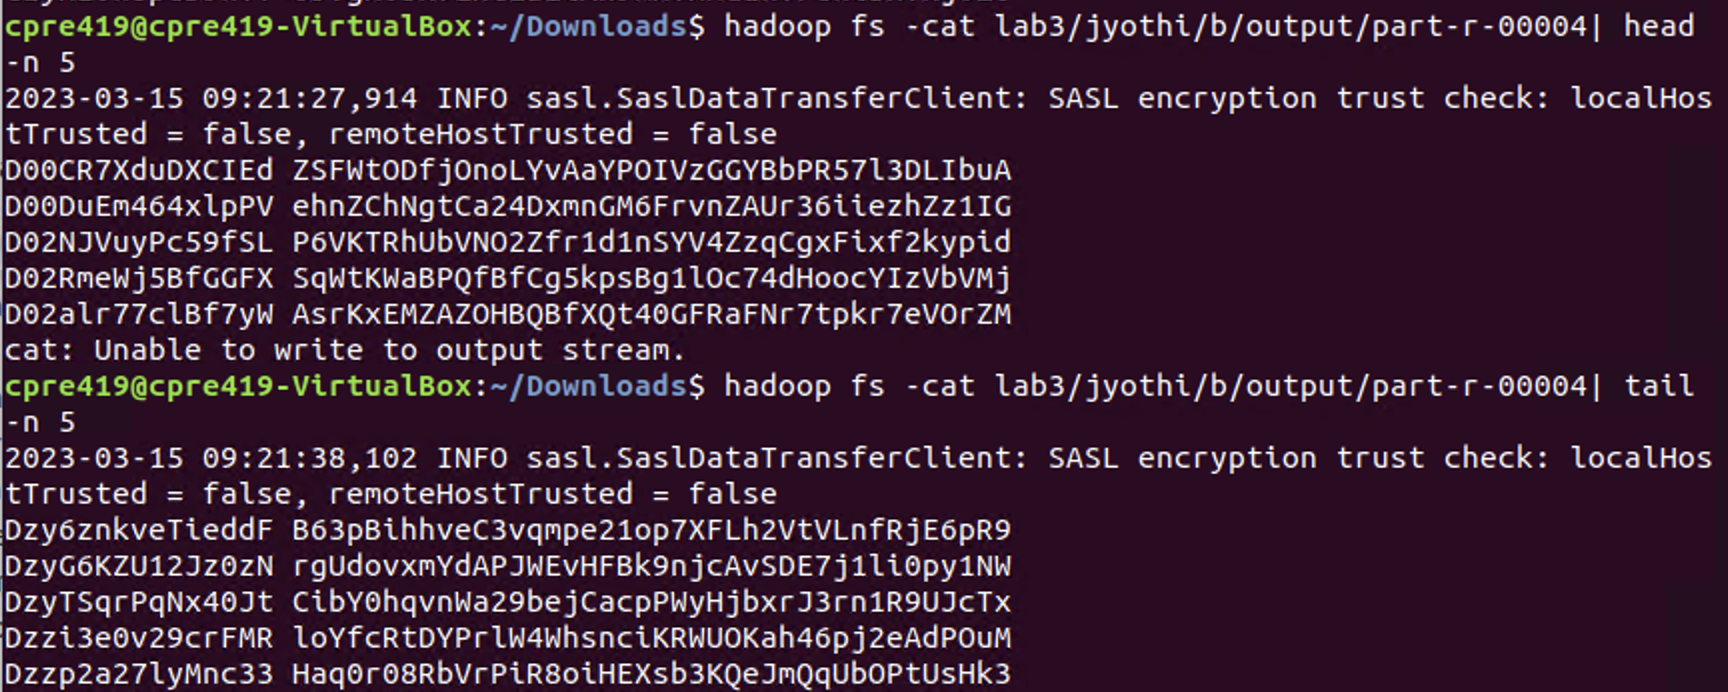 cpre419@cpre419-VirtualBox:~/Downloads$ hadoop fs -cat lab3/jyothi/b/output/part-r-00004| head
-n 5
2023-03-15 09:21:27,914 INFO sasl.SaslDataTransferClient: SASL encryption trust check: localHos
tTrusted = false, remoteHostTrusted = false
D00CR7XduDXCIEd ZSFWtODfjOnoLYvAaYPOIVzGGYBbPR57l3DLIbuA
D00DuEm464xlpPV ehnZChNgtCa24DxmnGM6FrvnZAUr36iiezhZz1IG
D02NJVuyPc59fSL P6VKTRhUbVNO2Zfr1d1nSYV4ZzqCgxFixf2kypid
D02RmeWj5BfGGFX SqWtKWaBPQfBfCg5kpsBg1lOc74dHoocYIzVbVMj
D02alr77clBf7yW AsrKxEMZAZOHBQBfXQt40GFRaFNr7tpkr7eVOrZM
cat: Unable to write to output stream.
cpre419@cpre419-VirtualBox:~/Downloads$ hadoop fs -cat lab3/jyothi/b/output/part-r-00004| tail
-n 5
2023-03-15 09:21:38,102 INFO sasl.SaslDataTransferClient: SASL encryption trust check: localHos
tTrusted = false, remoteHostTrusted = false
Dzy6znkveTieddF B63pBihhveC3vqmpe21op7XFLh2VtVLnfRjE6pR9
DzyG6KZU12Jz0zN rgUdovxmYdAPJWEvHFBk9njcAvSDE7j1li0py1NW
DzyTSqrPqNx40Jt CibY0hqvnWa29bejCacpPWyHjbxrJ3rn1R9UJcTx
Dzzi3e0v29crFMR loYfcRtDYPrlW4WhsnciKRWUOKah46pj2eAdPOuM
Dzzp2a27lyMnc33 Haq0r08RbVrPiR8oiHEXsb3KQeJmQqUbOPtUsHk3